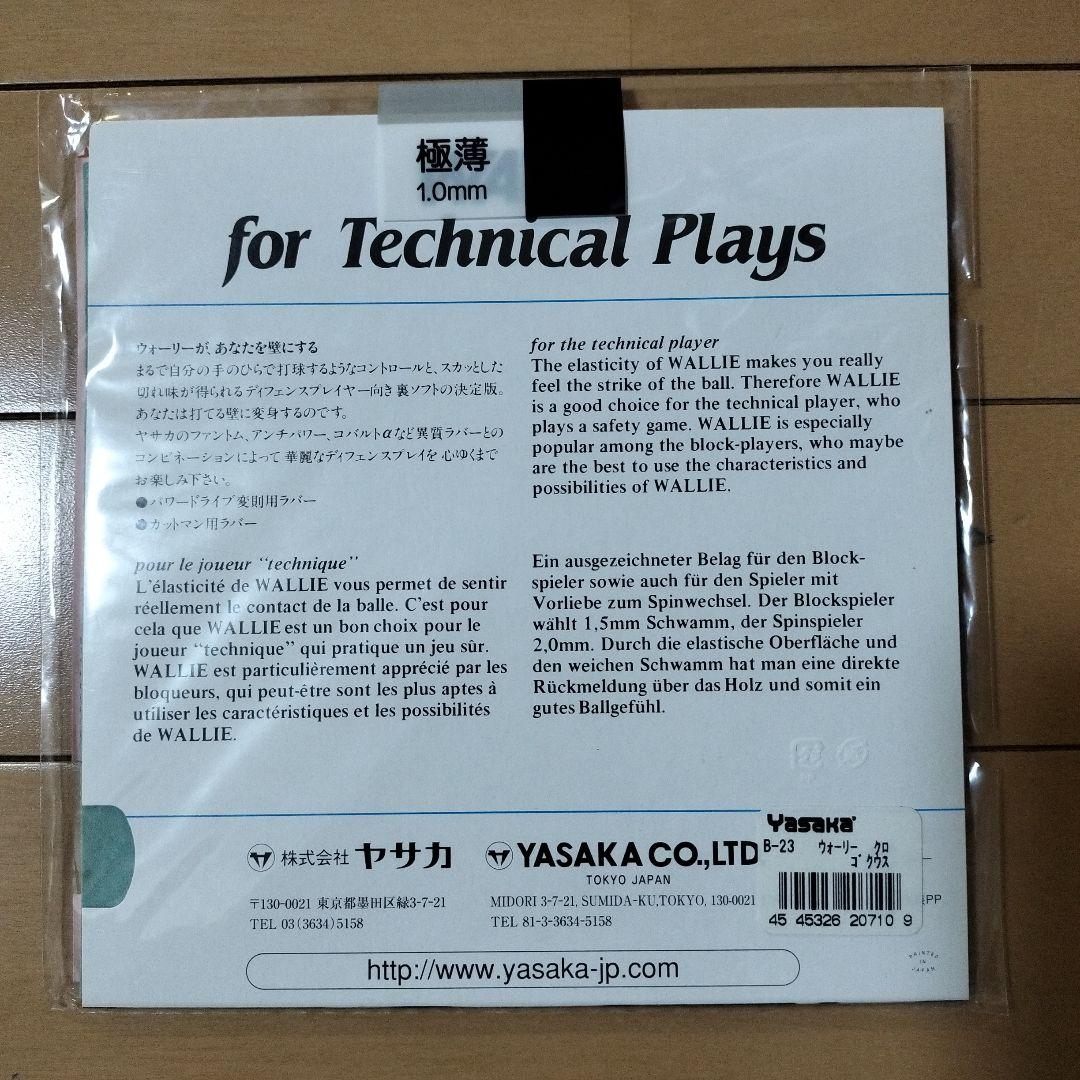 極薄
1.0mm
for Technical Plays
ウォーリーが、あなたを壁にする
まるで自分の手のひらで打球するようなコントロールと、スカッとした
切れ味が得られるディフェンスプレイヤー向き裏ソフトの決定版。
あなたは打てる壁に変身するのです。
ヤサカのファントム、アンチパワー、コバルトαなど異質ラバーとの
コンビネーションによって華麗なディフェンスプレイを心ゆくまで
お楽しみ下さい。
●パワードライブ変則用ラバー
●カットマン用ラバー
for the technical player
The elasticity of WALLIE makes you really
feel the strike of the ball. Therefore WALLIE
is a good choice for the technical player, who
plays a safety game. WALLIE is especially
popular among the block-players, who maybe
are the best to use the characteristics and
possibilities of WALLIE.
pour le joueur “technique”
L'élasticité de WALLIE vous permet de sentir
réellement le contact de la balle. C'est pour
cela que WALLIE est un bon choix pour le
joueur “technique” qui pratique un jeu sûr.
WALLIE est particulièrement apprécié par les
bloqueurs, qui peut-être sont les plus aptes à
utiliser les caractéristiques et les possibilités
de WALLIE.
Ein ausgezeichneter Belag für den Block-
spieler sowie auch für den Spieler mit
Vorliebe zum Spinwechsel. Der Blockspieler
wählt 1,5mm Schwamm, der Spinspieler
2,0mm. Durch die elastische Oberfläche und
den weichen Schwamm hat man eine direkte
Rückmeldung über das Holz und somit ein
gutes Ballgefühl.
株式会社 ヤサカ
〒130-0021 東京都墨田区緑3-7-21
TEL 03(3634)5158
YASAKA CO.,LTD
TOKYO JAPAN
MIDORI 3-7-21, SUMIDA-KU,TOKYO, 130-0021
TEL 81-3-3634-5158
Yasaka
B-23 ウォーリー クロ
ゴクウス
45 45326 20710 9
PP
http://www.yasaka-jp.com
PRINTED
IN
JAPAN